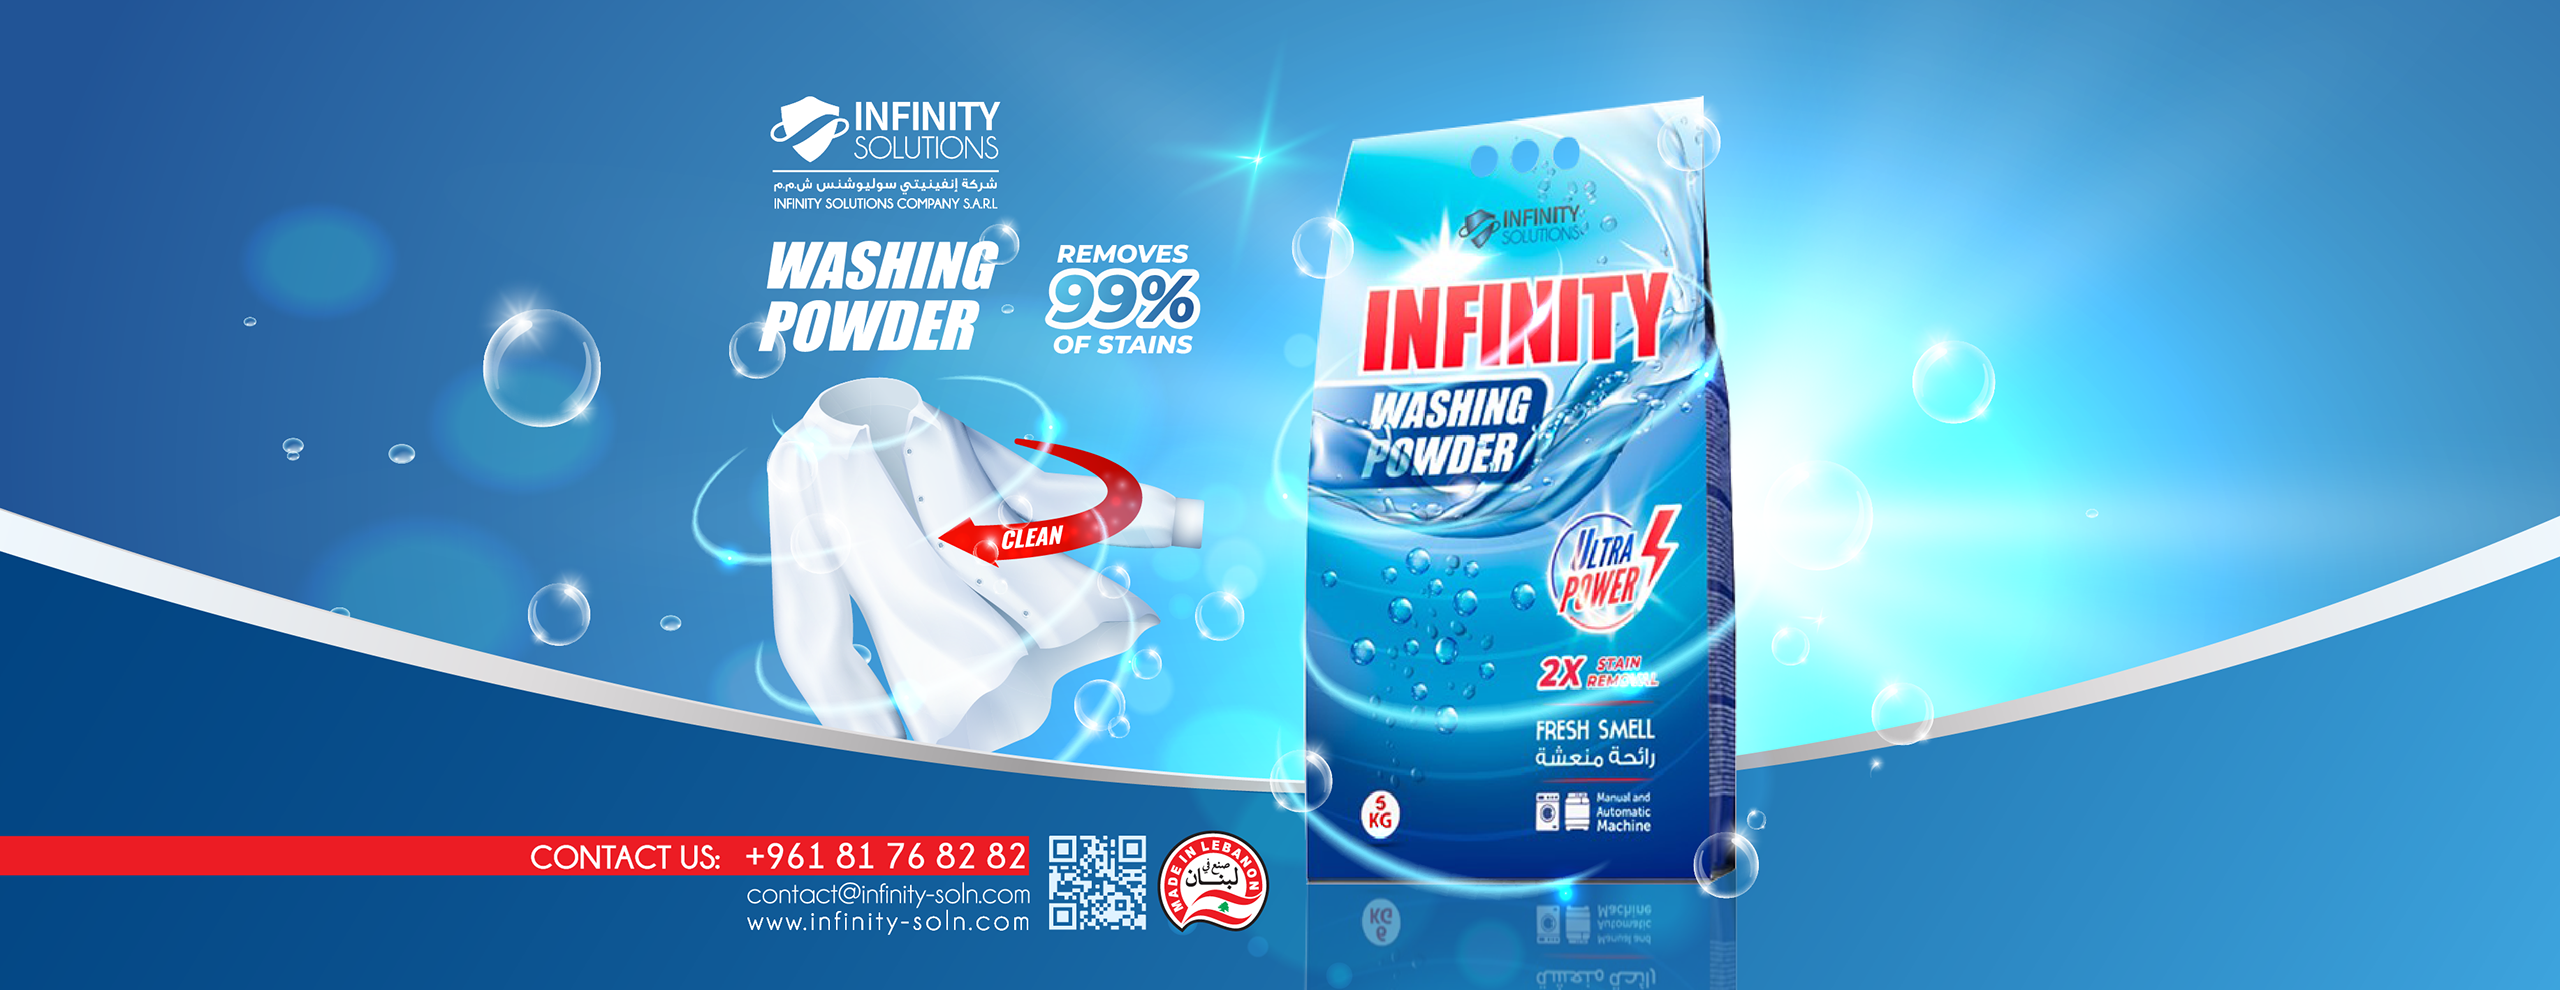 INFINITY
SOLUTIONS
شركة إنفينيتي سوليوشنس ش.م.م
INFINITY SOLUTIONS COMPANY S.A.R.L
WASHING
POWDER
REMOVES
99%
OF STAINS
CLEAN
INFINITY
SOLUTIONS
INFINITY
WASHING
POWDER
ULTRA
POWER
2X STAIN
REMOVAL
FRESH SMELL
رائحة منعشة
5
KG
Manual and
Automatic
Machine
CONTACT US: +961 81 76 82 82
contact@infinity-soln.com
www.infinity-soln.com
MADE IN LEBANON
صنع في
لبنان